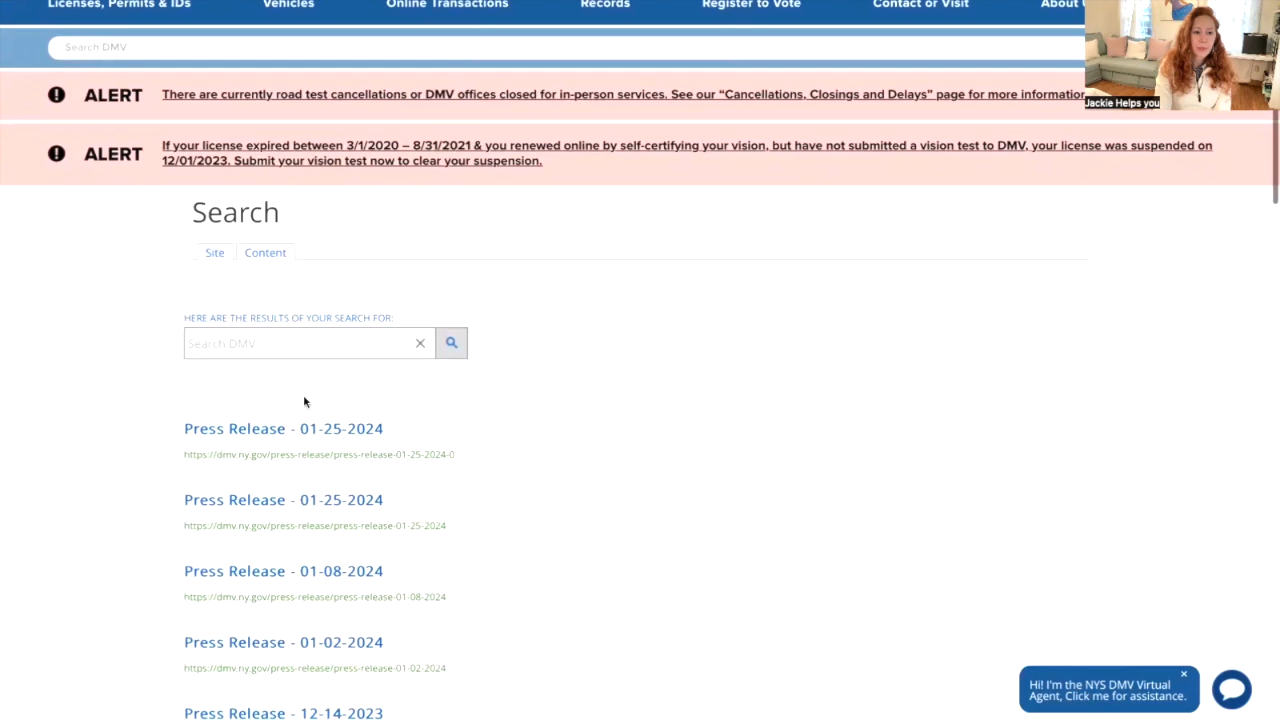 Licenses, Permits & IDs
Vehicles
Online Transactions
Records
Register to Vote
Contact or Visit
About
Search DMV
Jackie Helps you
ALERT
There are currently road test cancellations or DMV offices closed for in-person services. See our “Cancellations, Closings and Delays” page for more information
ALERT
If your license expired between 3/1/2020 – 8/31/2021 & you renewed online by self-certifying your vision, but have not submitted a vision test to DMV, your license was suspended on
12/01/2023. Submit your vision test now to clear your suspension.
Search
Site
Content
HERE ARE THE RESULTS OF YOUR SEARCH FOR:
Search DMV
Press Release - 01-25-2024
https://dmv.ny.gov/press-release/press-release-01-25-2024-0
Press Release - 01-25-2024
https://dmv.ny.gov/press-release/press-release-01-25-2024
Press Release - 01-08-2024
https://dmv.ny.gov/press-release/press-release-01-08-2024
Press Release - 01-02-2024
https://dmv.ny.gov/press-release/press-release-01-02-2024
Press Release - 12-14-2023
Hi! I'm the NYS DMV Virtual
Agent, Click me for assistance.